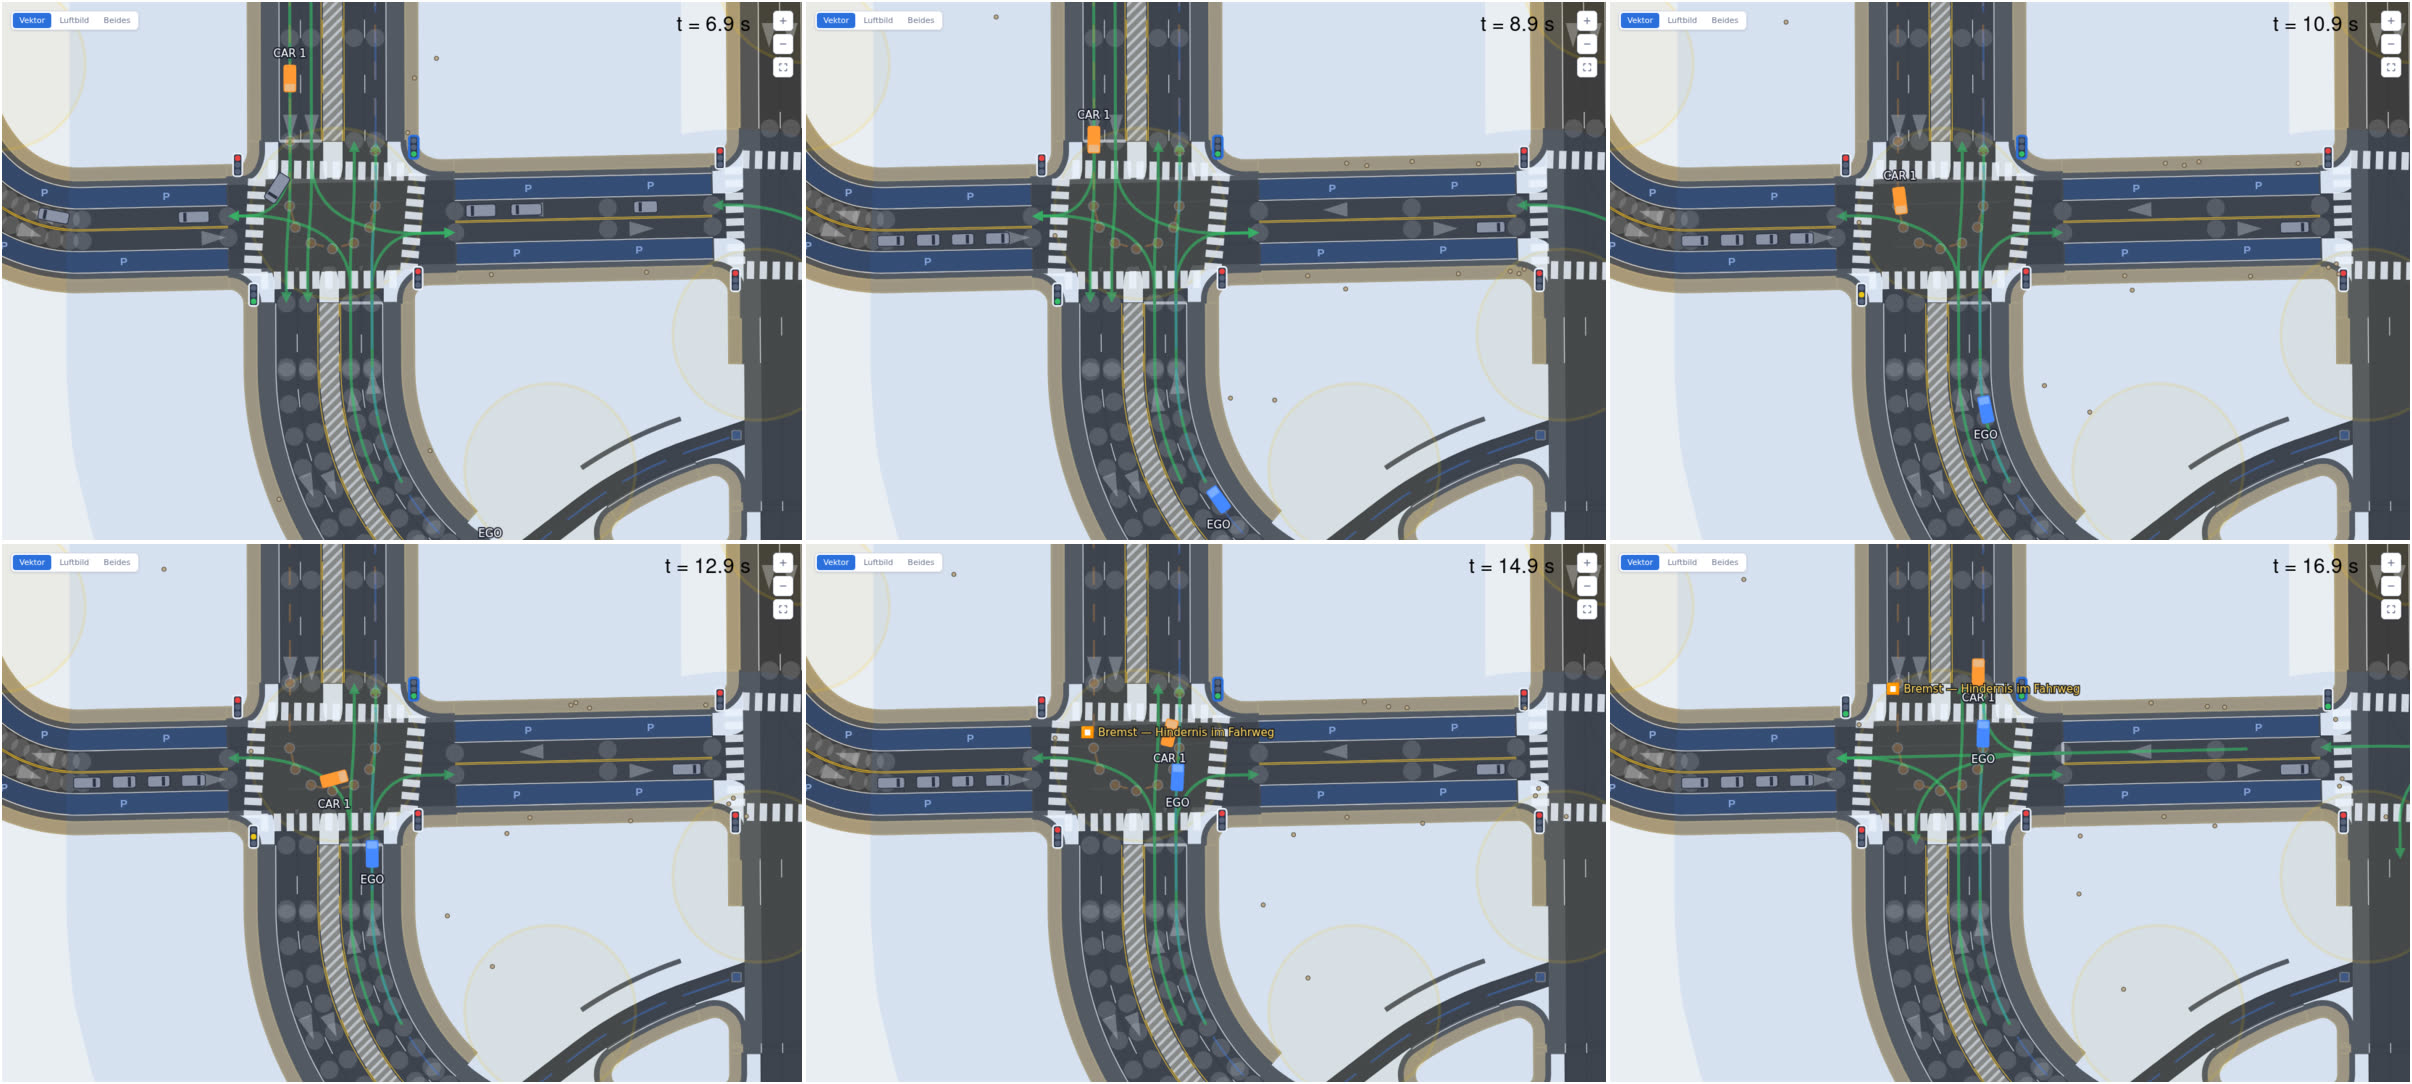 Vektor Luftbild Beides
t = 6.9 s
+
−
CAR 1
P
P
P
P
P
P
P
EGO
Vektor Luftbild Beides
t = 8.9 s
+
−
CAR 1
P
P
P
P
P
P
EGO
Vektor Luftbild Beides
t = 10.9 s
+
−
CAR 1
P
P
P
P
P
P
EGO
Vektor Luftbild Beides
t = 12.9 s
+
−
P
P
P
P
CAR 1
P
P
P
P
EGO
Vektor Luftbild Beides
t = 14.9 s
+
−
Bremst — Hindernis im Fahrweg
P
P
P
P
CAR 1
P
P
P
EGO
Vektor Luftbild Beides
t = 16.9 s
+
−
Bremst — Hindernis im Fahrweg
CAR 1
P
P
P
P
EGO
P
P
P